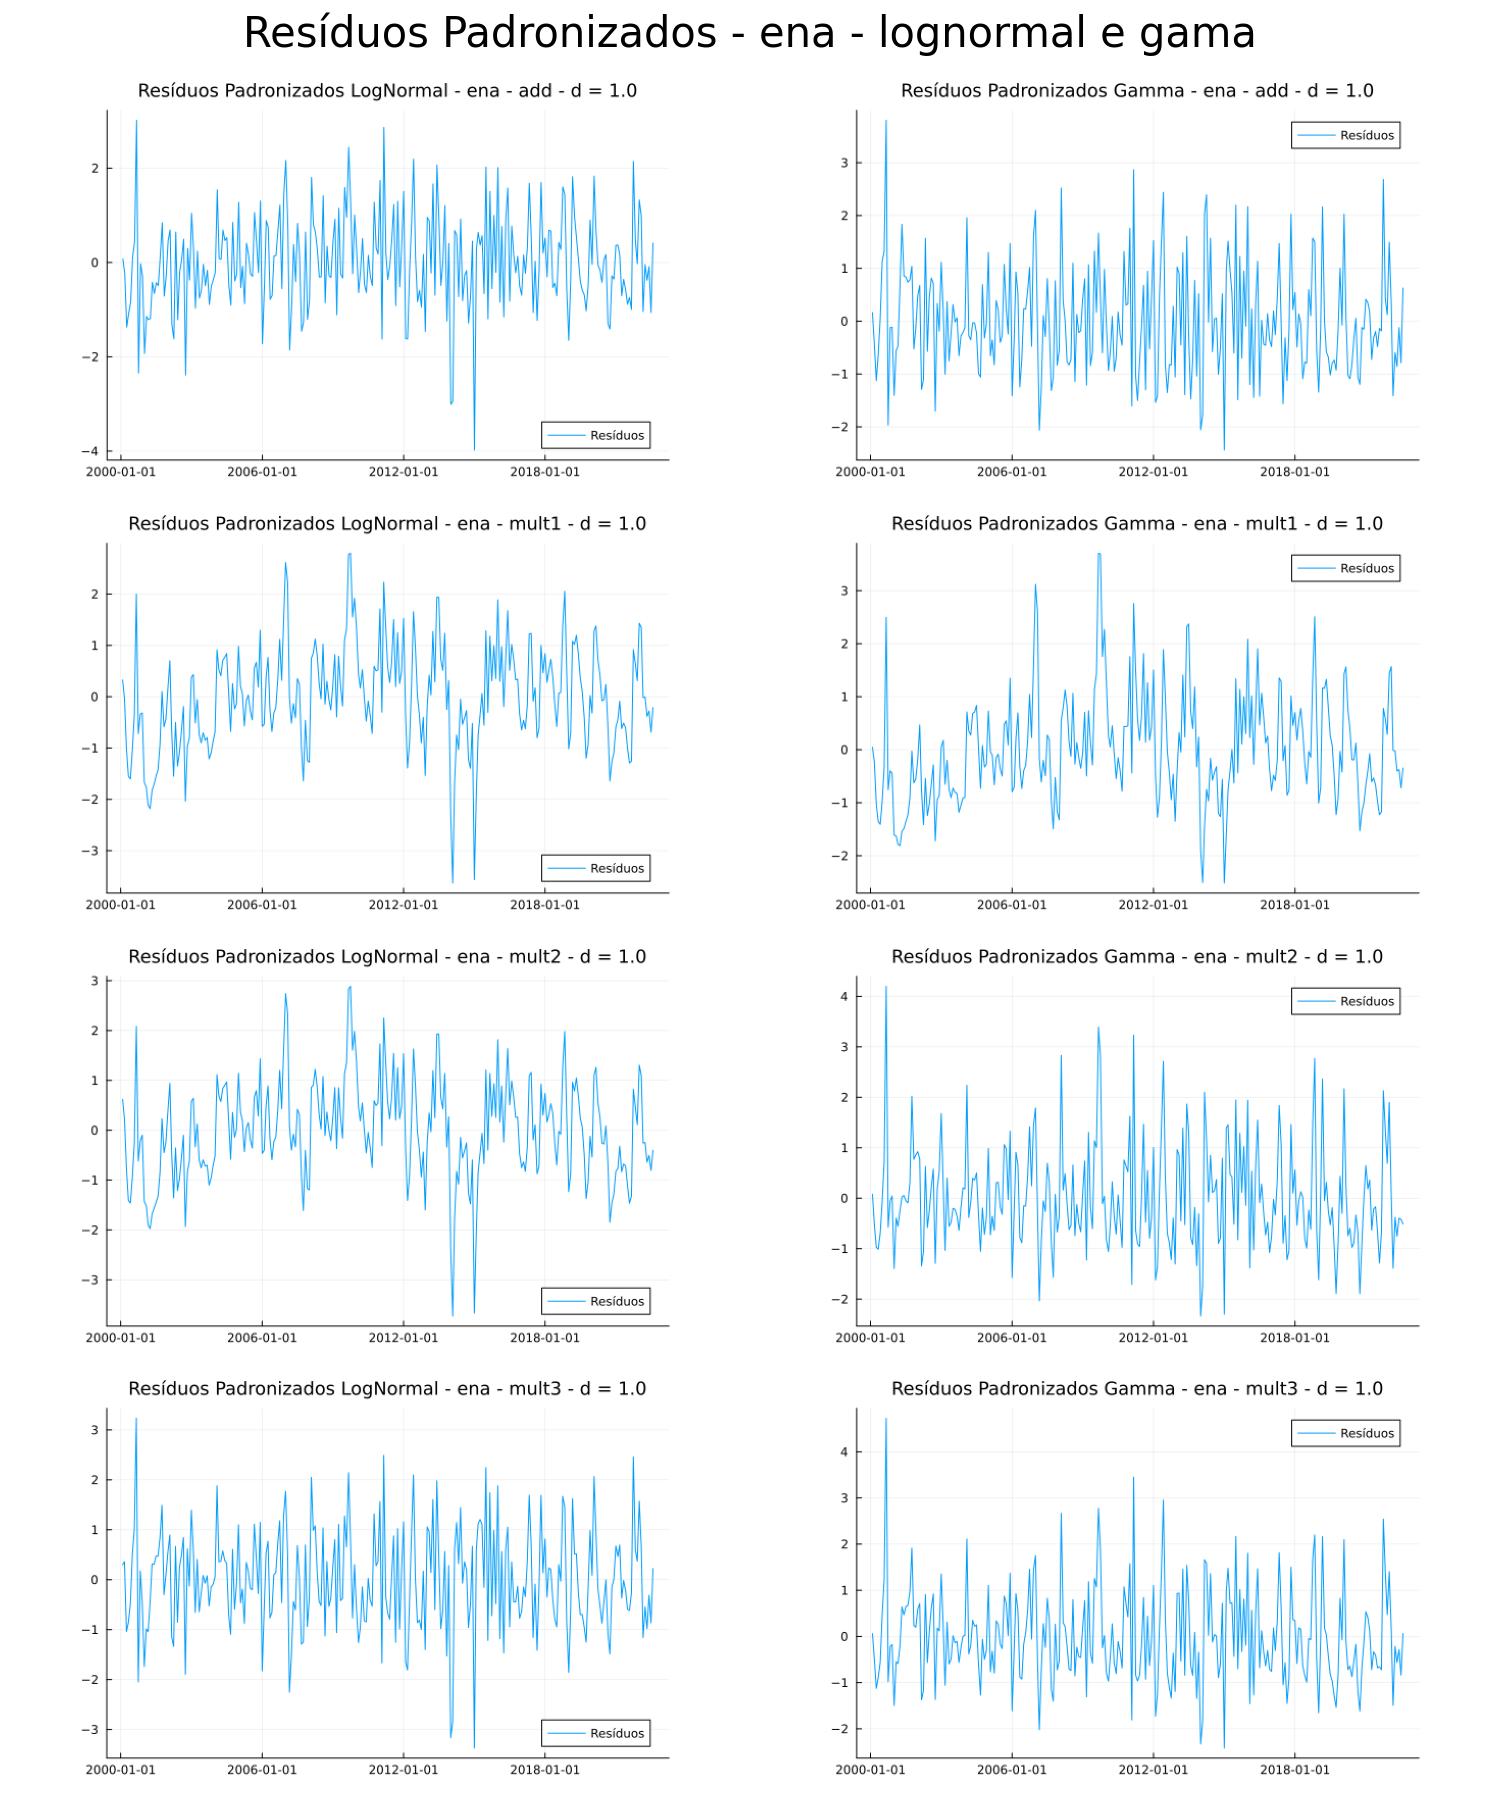 Resíduos Padronizados - ena - lognormal e gama
Resíduos Padronizados LogNormal - ena - add - d = 1.0
2
0
−2
−4
2000-01-01 2006-01-01 2012-01-01 2018-01-01
Resíduos
Resíduos Padronizados Gamma - ena - add - d = 1.0
3
2
1
0
−1
−2
2000-01-01 2006-01-01 2012-01-01 2018-01-01
Resíduos
Resíduos Padronizados LogNormal - ena - mult1 - d = 1.0
2
1
0
−1
−2
−3
2000-01-01 2006-01-01 2012-01-01 2018-01-01
Resíduos
Resíduos Padronizados Gamma - ena - mult1 - d = 1.0
3
2
1
0
−1
−2
2000-01-01 2006-01-01 2012-01-01 2018-01-01
Resíduos
Resíduos Padronizados LogNormal - ena - mult2 - d = 1.0
3
2
1
0
−1
−2
−3
2000-01-01 2006-01-01 2012-01-01 2018-01-01
Resíduos
Resíduos Padronizados Gamma - ena - mult2 - d = 1.0
4
3
2
1
0
−1
−2
2000-01-01 2006-01-01 2012-01-01 2018-01-01
Resíduos
Resíduos Padronizados LogNormal - ena - mult3 - d = 1.0
3
2
1
0
−1
−2
−3
2000-01-01 2006-01-01 2012-01-01 2018-01-01
Resíduos
Resíduos Padronizados Gamma - ena - mult3 - d = 1.0
4
3
2
1
0
−1
−2
2000-01-01 2006-01-01 2012-01-01 2018-01-01
Resíduos